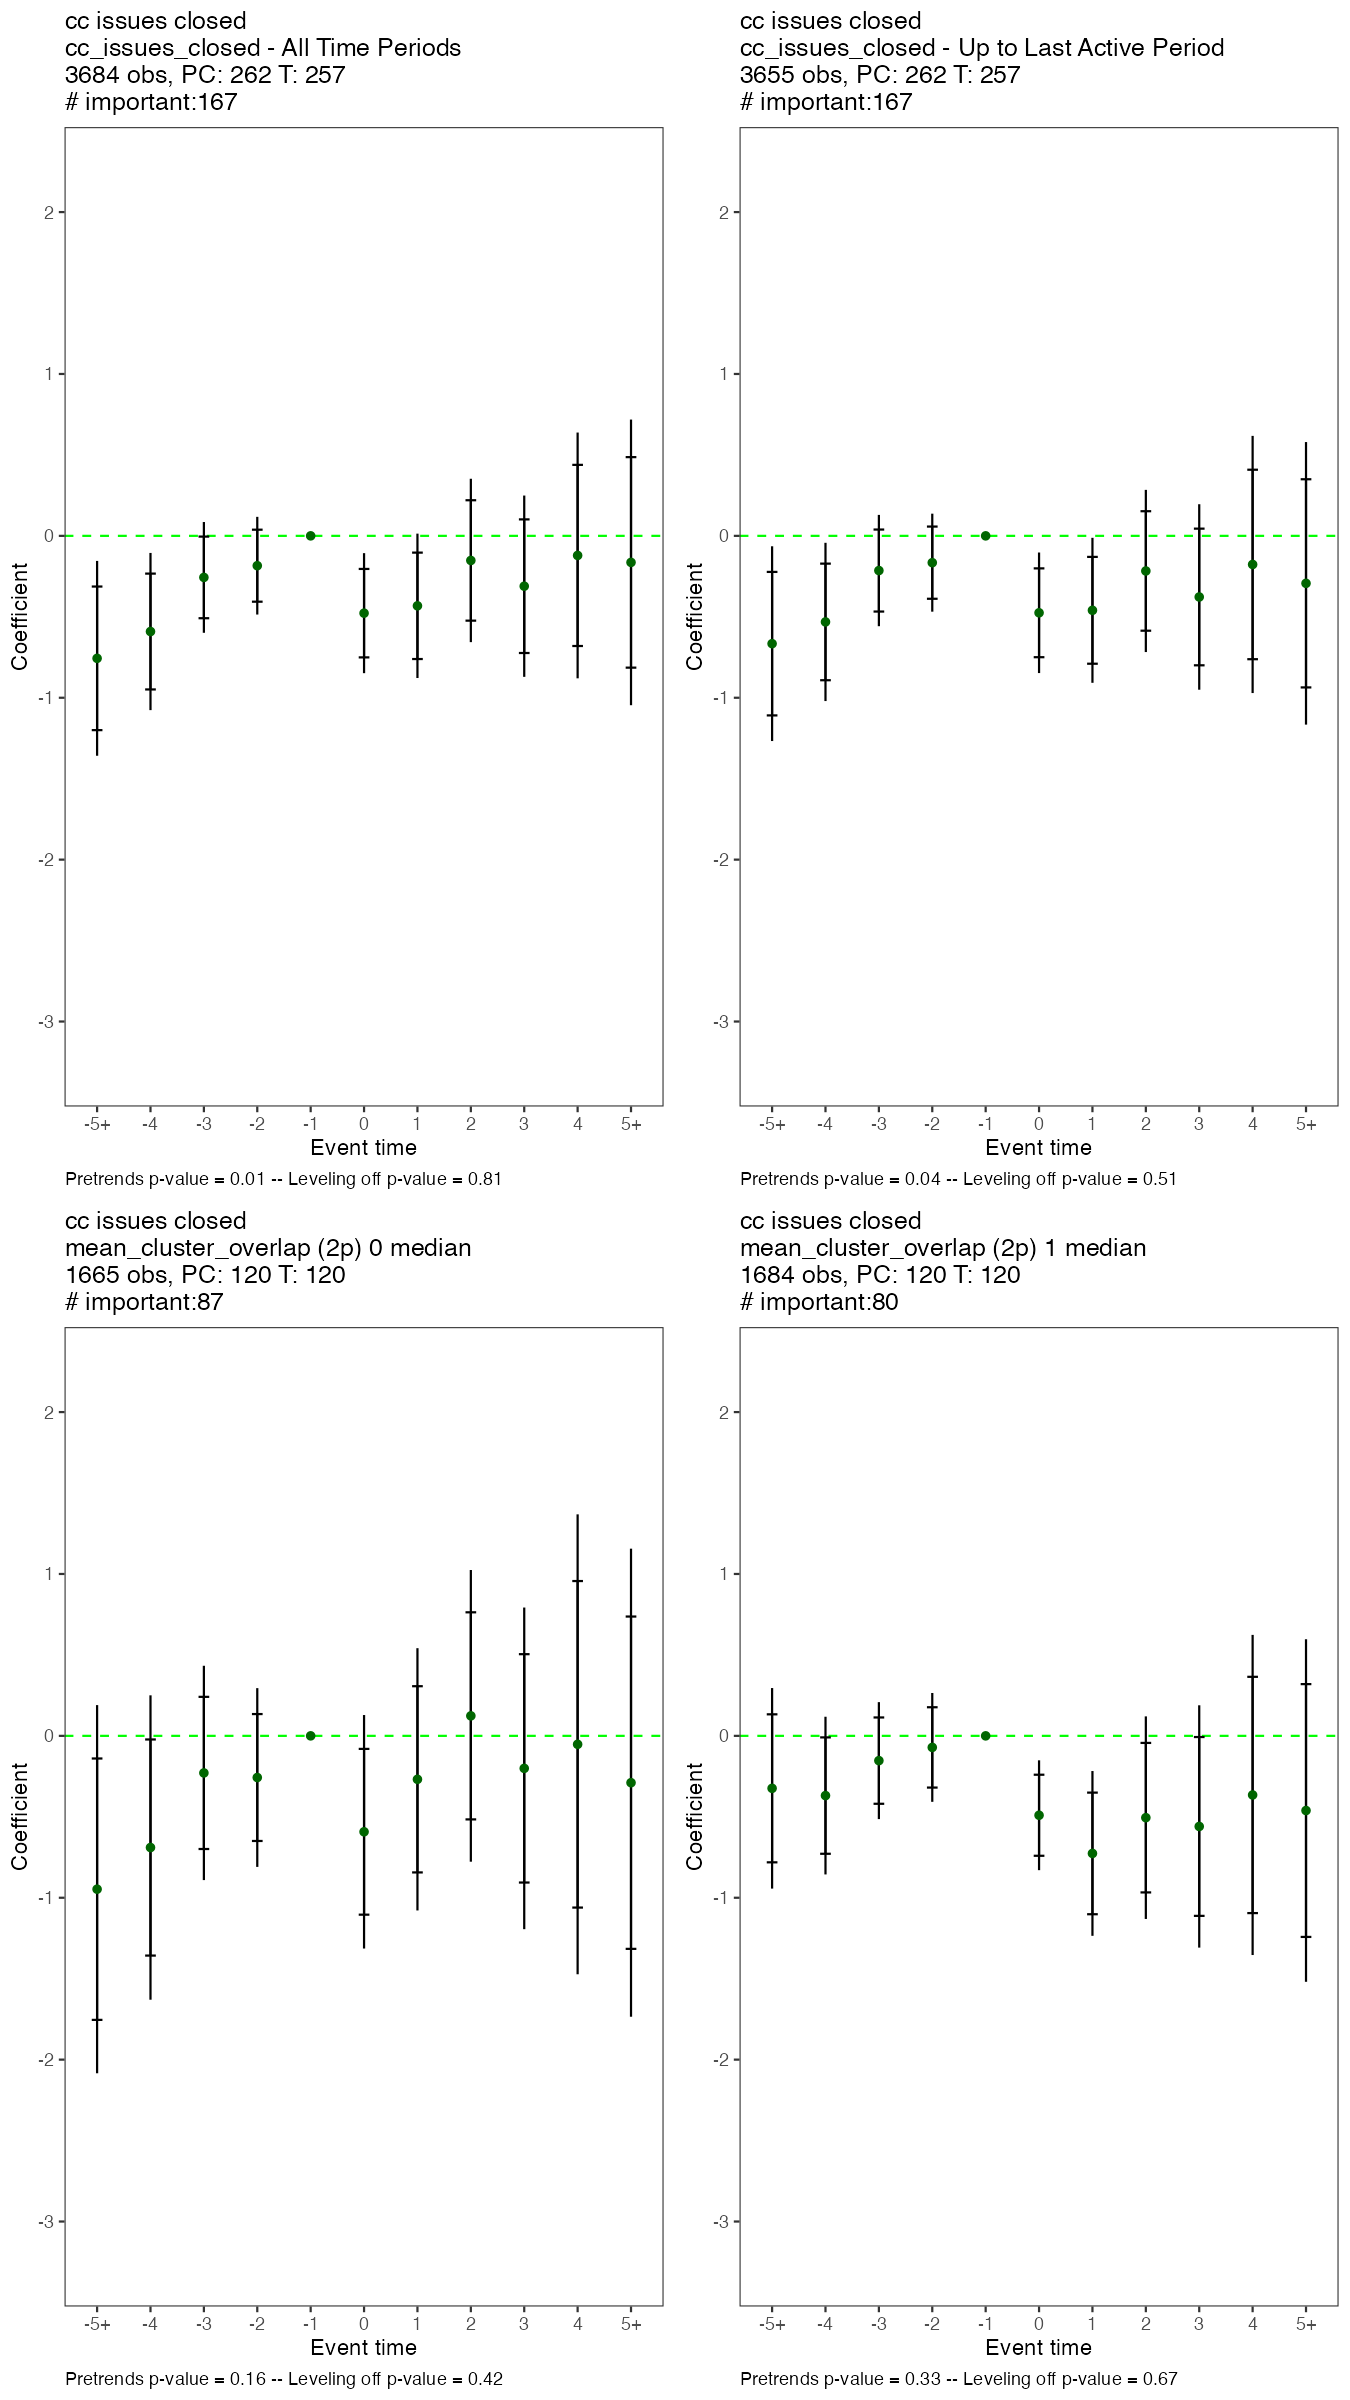 cc issues closed
cc_issues_closed - All Time Periods
3684 obs, PC: 262 T: 257
# important:167
2
1
0
-1
-2
-3
Coefficient
-5+ -4 -3 -2 -1 0 1 2 3 4 5+
Event time
Pretrends p-value = 0.01 -- Leveling off p-value = 0.81
cc issues closed
cc_issues_closed - Up to Last Active Period
3655 obs, PC: 262 T: 257
# important:167
2
1
0
-1
-2
-3
Coefficient
-5+ -4 -3 -2 -1 0 1 2 3 4 5+
Event time
Pretrends p-value = 0.04 -- Leveling off p-value = 0.51
cc issues closed
mean_cluster_overlap (2p) 0 median
1665 obs, PC: 120 T: 120
# important:87
2
1
0
-1
-2
-3
Coefficient
-5+ -4 -3 -2 -1 0 1 2 3 4 5+
Event time
Pretrends p-value = 0.16 -- Leveling off p-value = 0.42
cc issues closed
mean_cluster_overlap (2p) 1 median
1684 obs, PC: 120 T: 120
# important:80
2
1
0
-1
-2
-3
Coefficient
-5+ -4 -3 -2 -1 0 1 2 3 4 5+
Event time
Pretrends p-value = 0.33 -- Leveling off p-value = 0.67